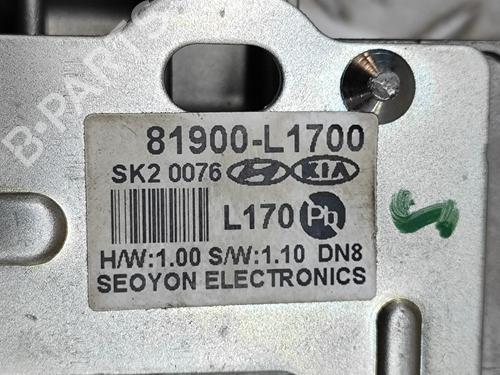 B-PARTS
81900-L1700
SK2 0076 KIA
L170 Pb
H/W:1.00 S/W:1.10 DN8
SEOYON ELECTRONICS